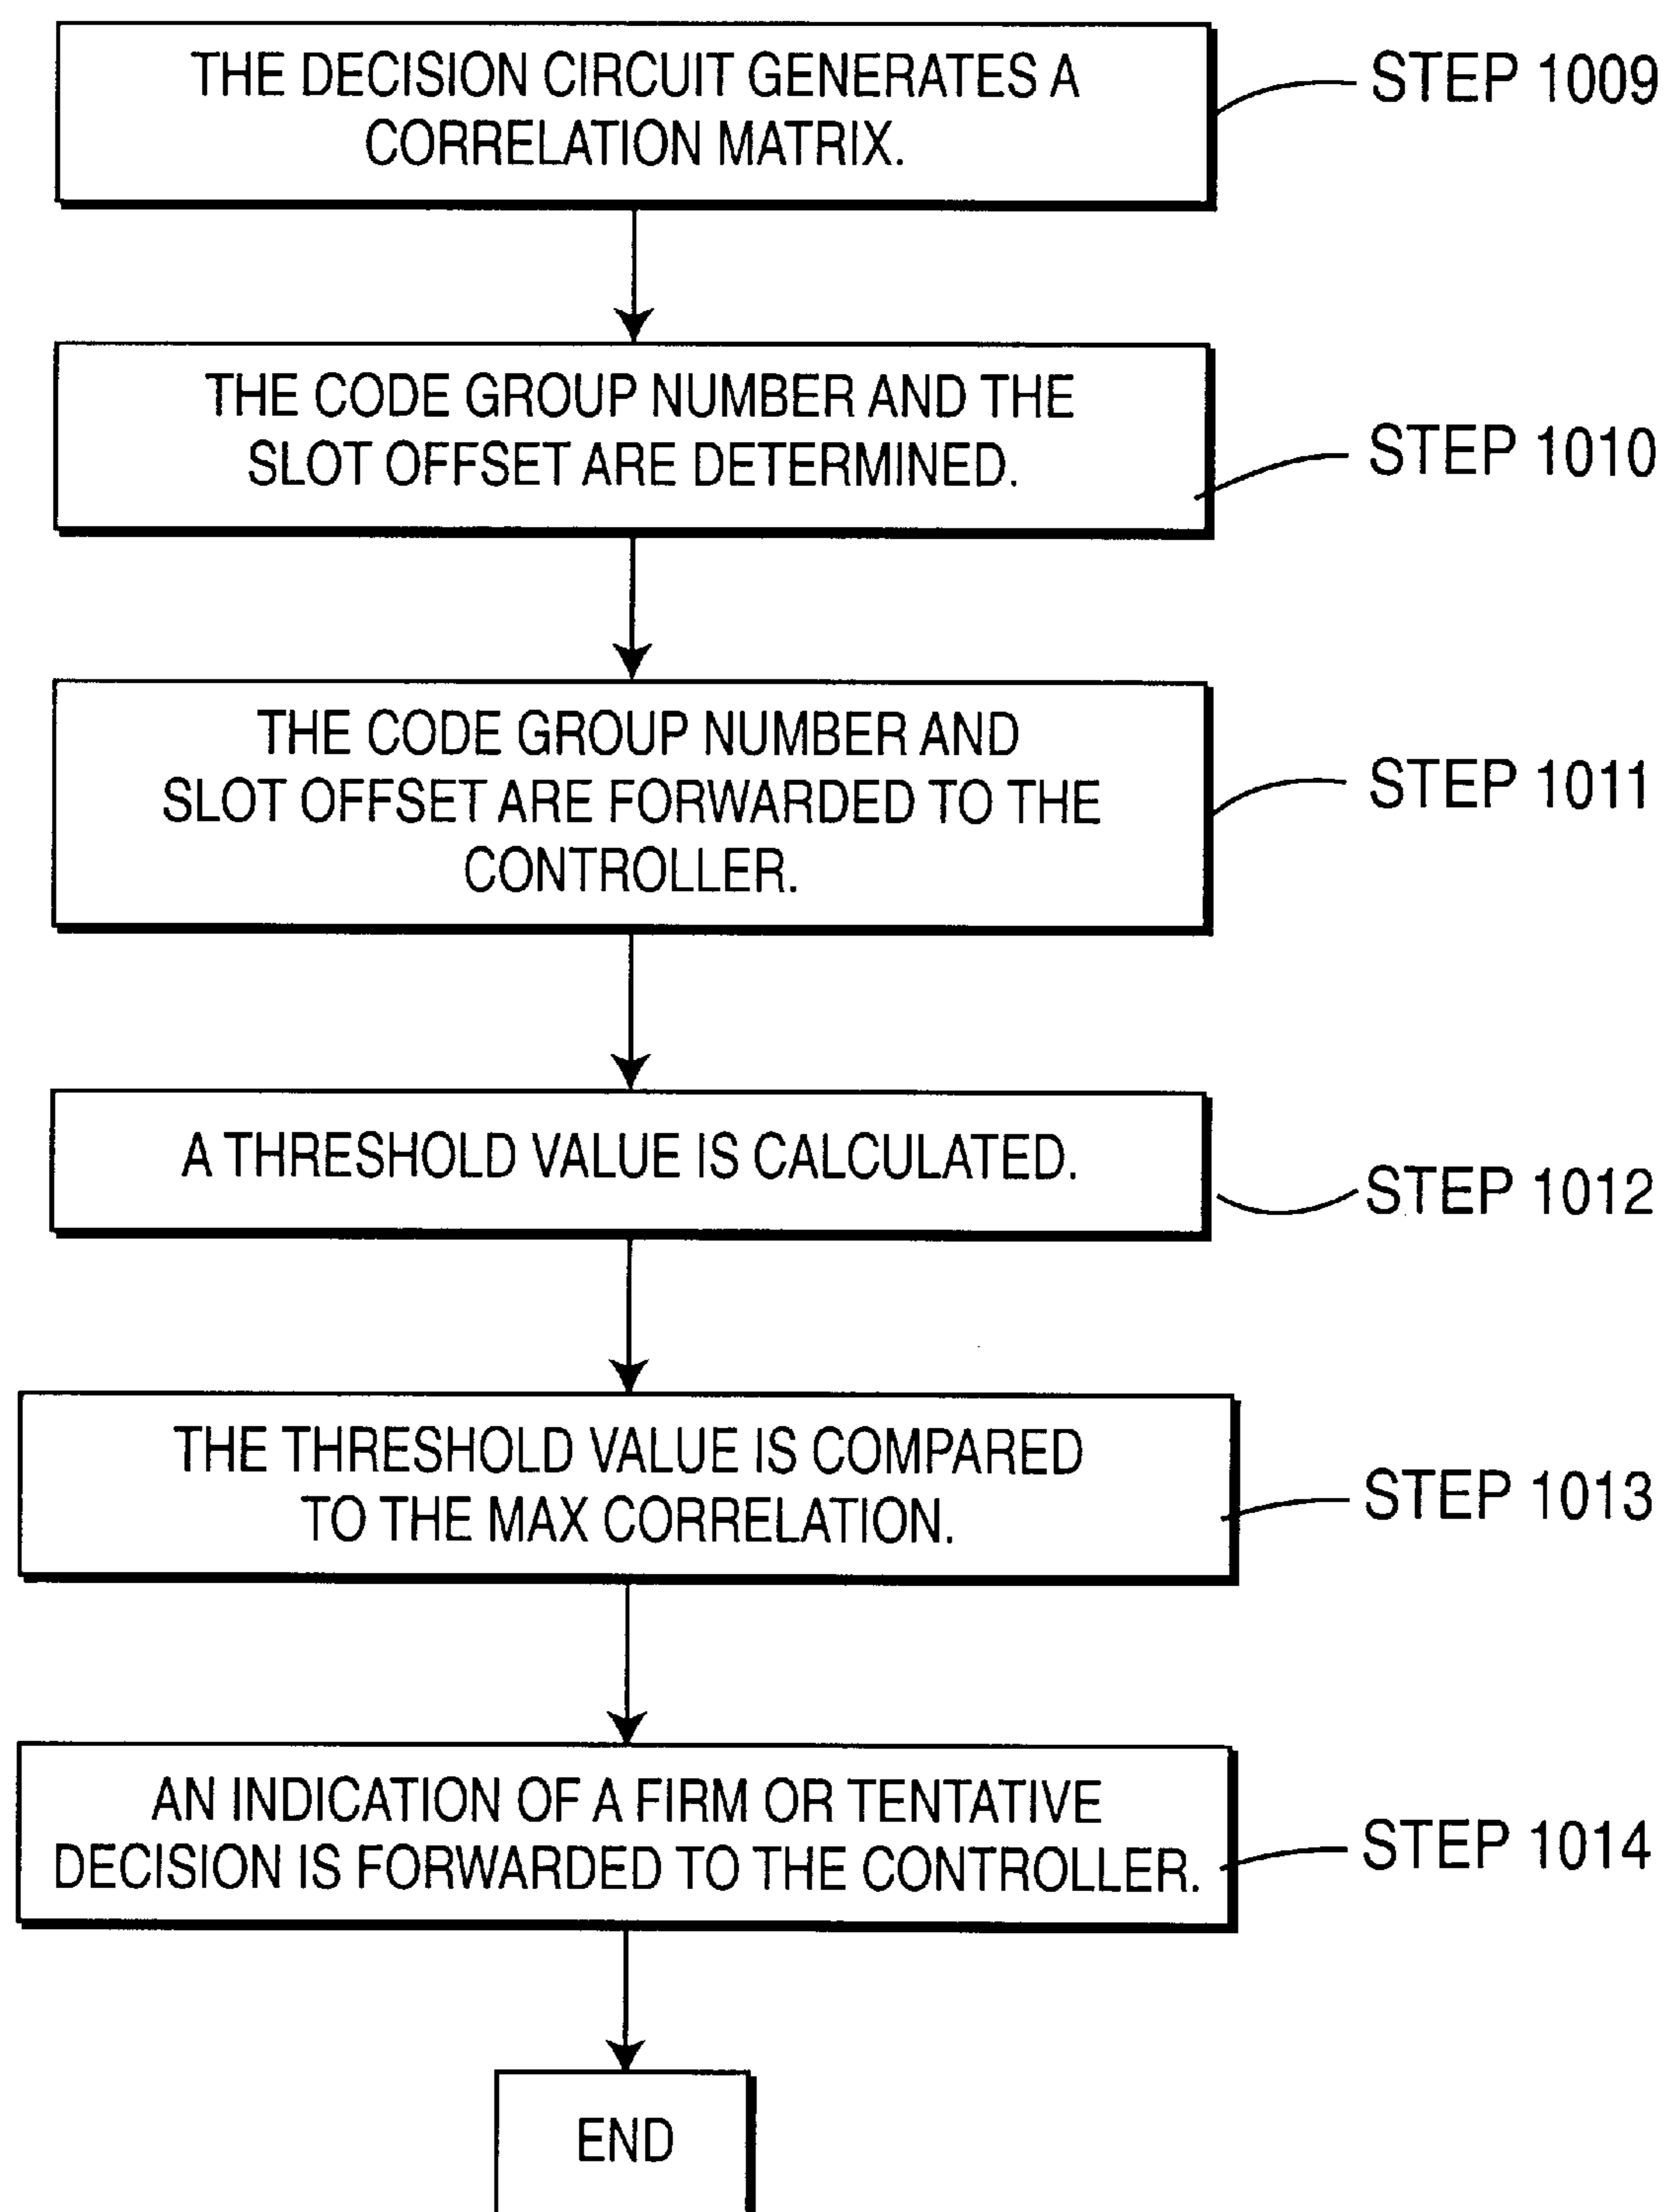 THE DECISION CIRCUIT GENERATES A
CORRELATION MATRIX.
STEP 1009
THE CODE GROUP NUMBER AND THE
SLOT OFFSET ARE DETERMINED.
STEP 1010
THE CODE GROUP NUMBER AND
SLOT OFFSET ARE FORWARDED TO THE
CONTROLLER.
STEP 1011
A THRESHOLD VALUE IS CALCULATED.
STEP 1012
THE THRESHOLD VALUE IS COMPARED
TO THE MAX CORRELATION.
STEP 1013
AN INDICATION OF A FIRM OR TENTATIVE
DECISION IS FORWARDED TO THE CONTROLLER.
STEP 1014
END